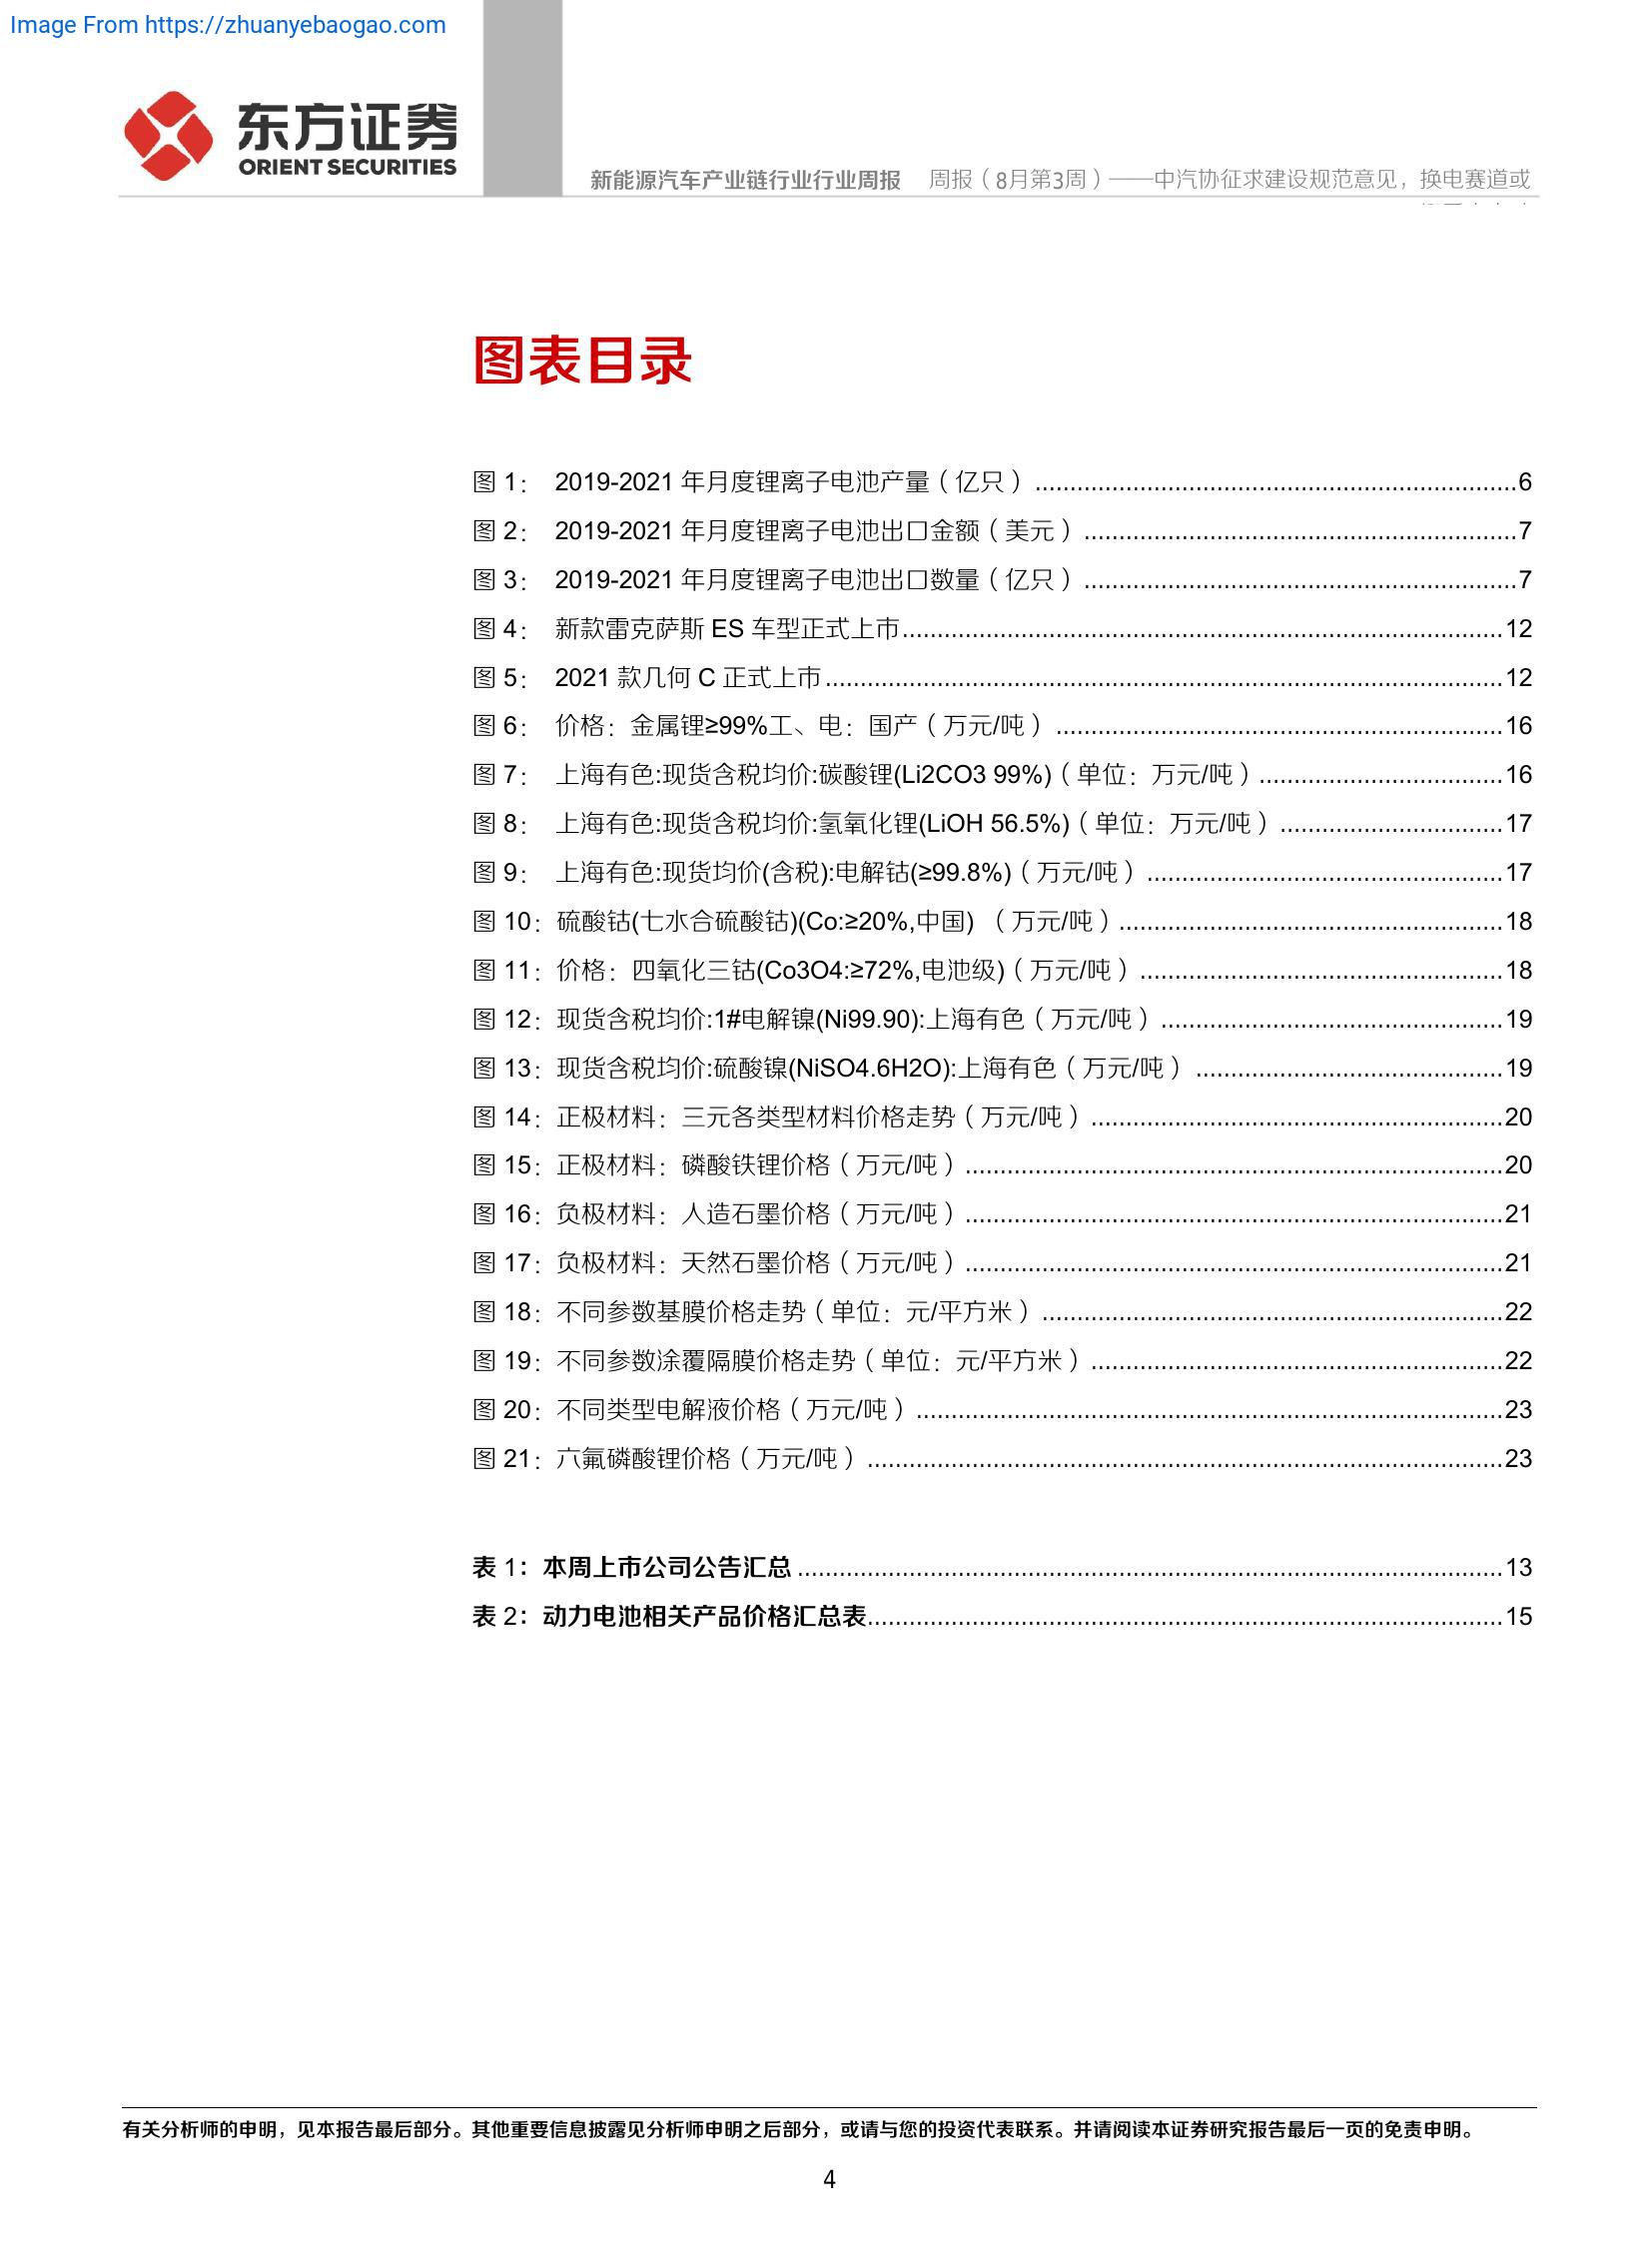 Image From https://zhuanyebaogao.com
东方证券
ORIENT SECURITIES
新能源汽车产业链行业行业周报 周报（8月第3周）——中汽协征求建设规范意见，换电赛道或
图表目录
图 1： 2019-2021 年月度锂离子电池产量（亿只）......................................................................6
图 2： 2019-2021 年月度锂离子电池出口金额（美元）...............................................................7
图 3： 2019-2021 年月度锂离子电池出口数量（亿只）...............................................................7
图 4： 新款雷克萨斯 ES 车型正式上市......................................................................................12
图 5： 2021 款几何 C 正式上市.................................................................................................12
图 6： 价格：金属锂≥99%工、电：国产（万元/吨）................................................................16
图 7： 上海有色:现货含税均价:碳酸锂(Li2CO3 99%)（单位：万元/吨）...................................16
图 8： 上海有色:现货含税均价:氢氧化锂(LiOH 56.5%)（单位：万元/吨）................................17
图 9： 上海有色:现货均价(含税):电解钴(≥99.8%)（万元/吨）...................................................17
图 10：硫酸钴(七水合硫酸钴)(Co:≥20%,中国) （万元/吨）.......................................................18
图 11：价格：四氧化三钴(Co3O4:≥72%,电池级)（万元/吨）....................................................18
图 12：现货含税均价:1#电解镍(Ni99.90):上海有色（万元/吨）.................................................19
图 13：现货含税均价:硫酸镍(NiSO4.6H2O):上海有色（万元/吨）............................................19
图 14：正极材料：三元各类型材料价格走势（万元/吨）...........................................................20
图 15：正极材料：磷酸铁锂价格（万元/吨）.............................................................................20
图 16：负极材料：人造石墨价格（万元/吨）.............................................................................21
图 17：负极材料：天然石墨价格（万元/吨）.............................................................................21
图 18：不同参数基膜价格走势（单位：元/平方米）..................................................................22
图 19：不同参数涂覆隔膜价格走势（单位：元/平方米）...........................................................22
图 20：不同类型电解液价格（万元/吨）....................................................................................23
图 21：六氟磷酸锂价格（万元/吨）...........................................................................................23
表 1：本周上市公司公告汇总.....................................................................................................13
表 2：动力电池相关产品价格汇总表...........................................................................................15
有关分析师的申明，见本报告最后部分。其他重要信息披露见分析师申明之后部分，或请与您的投资代表联系。并请阅读本证券研究报告最后一页的免责申明。
4